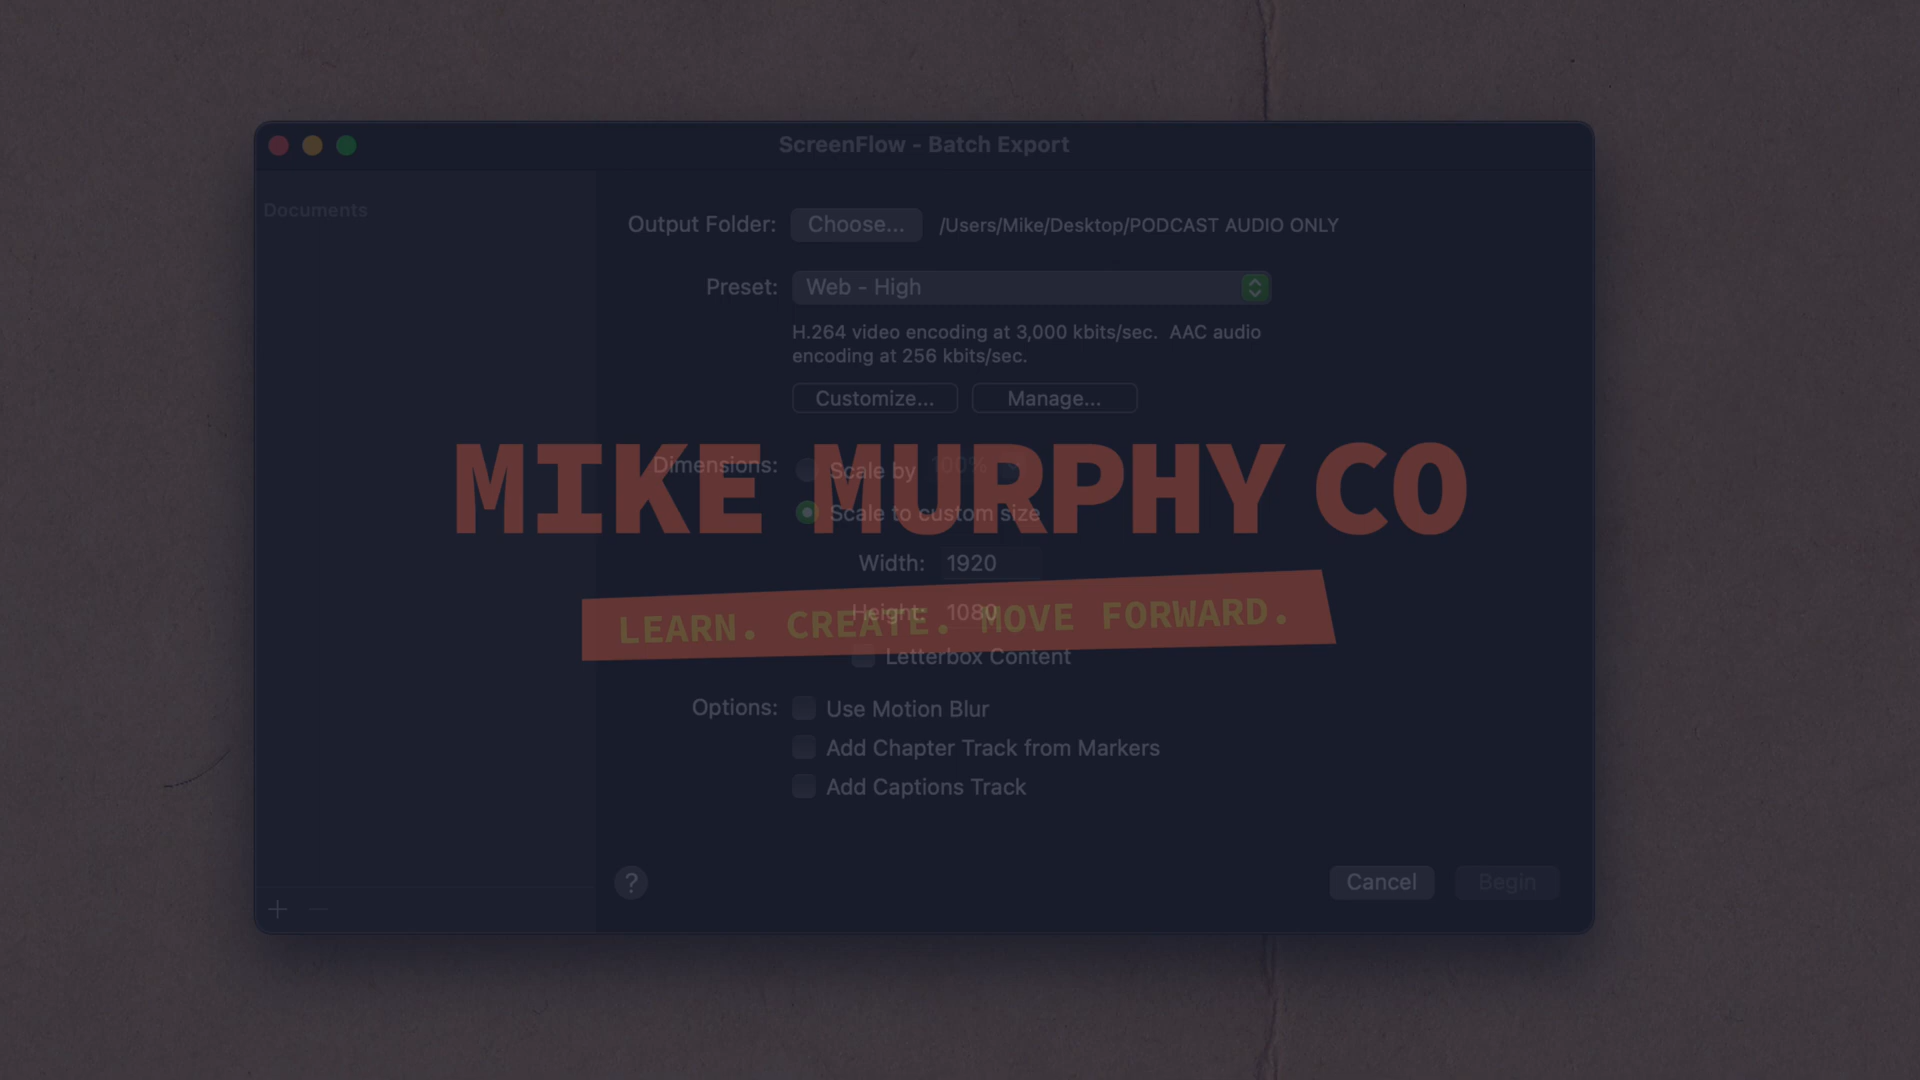 ScreenFlow - Batch Export
Documents
Output Folder: Choose... /Users/Mike/Desktop/PODCAST AUDIO ONLY
Preset: Web - High
H.264 video encoding at 3,000 kbits/sec. AAC audio
encoding at 256 kbits/sec.
Customize... Manage...
MIKE MURPHY CO
Dimensions: Scale by 100%
Scale to custom size
Width: 1920
LEARN. CREATE. MOVE FORWARD.
Height: 1080
Letterbox Content
Options: Use Motion Blur
Add Chapter Track from Markers
Add Captions Track
? Cancel Begin